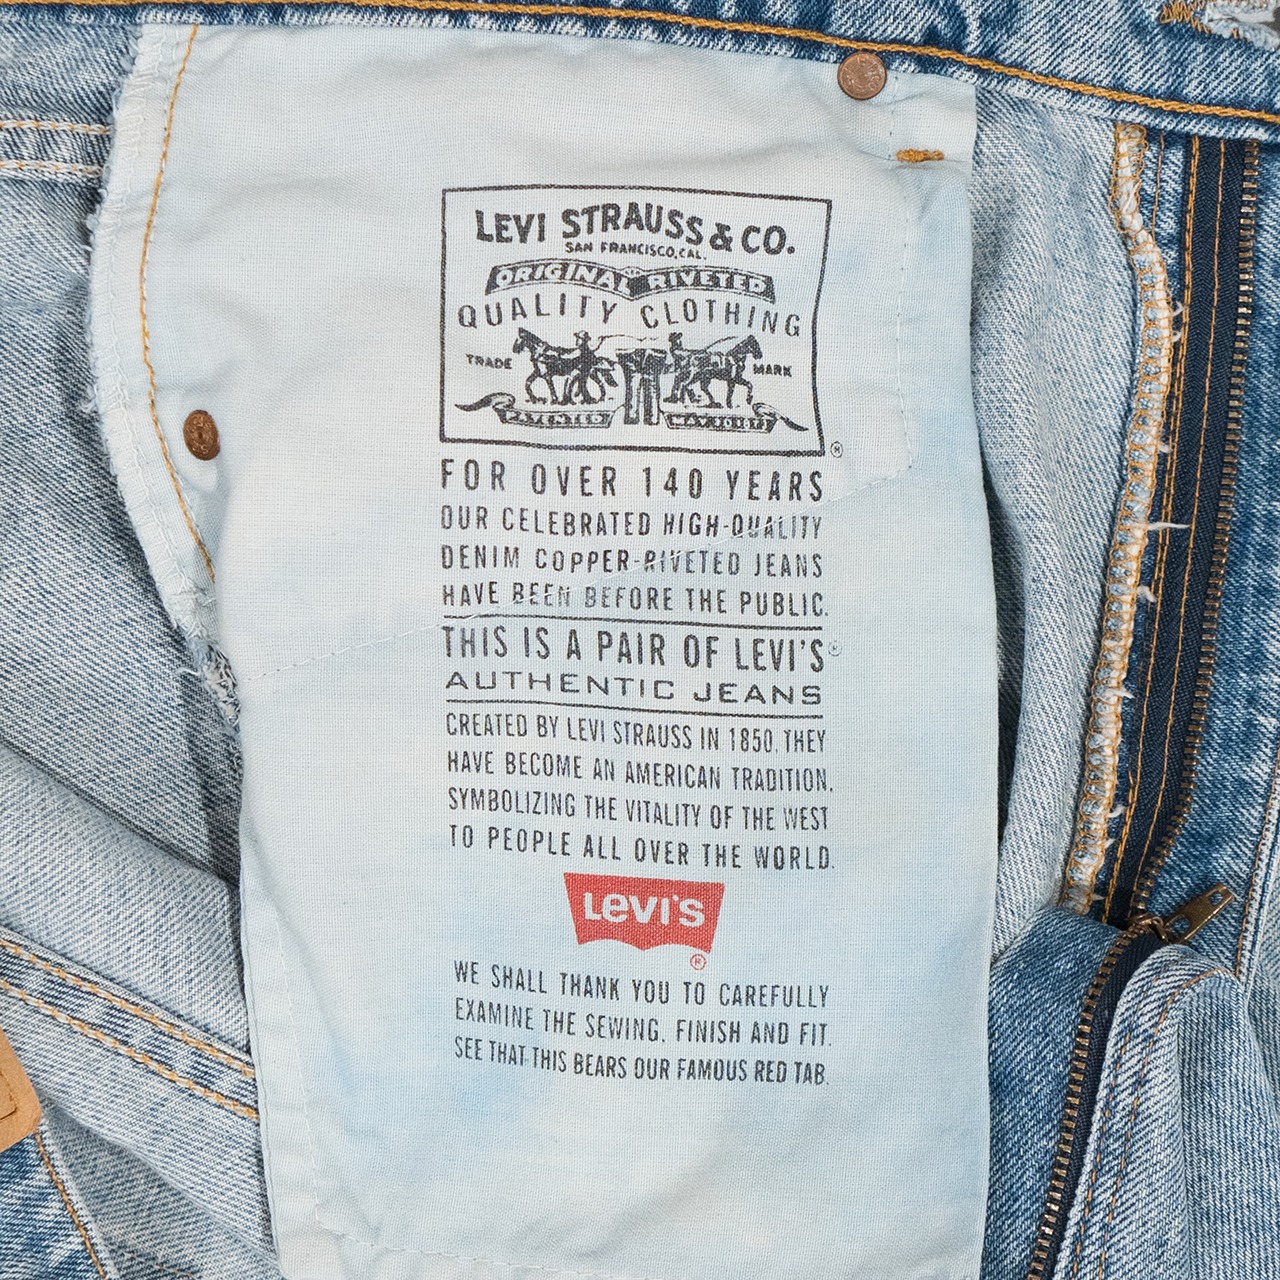 LEVI STRAUSS & CO.
SAN FRANCISCO, CAL.
ORIGINAL RIVETED
QUALITY CLOTHING
TRADE MARK
PATENTED MAY 20 1873
®
FOR OVER 140 YEARS
OUR CELEBRATED HIGH-QUALITY
DENIM COPPER-RIVETED JEANS
HAVE BEEN BEFORE THE PUBLIC.
THIS IS A PAIR OF LEVI'S®
AUTHENTIC JEANS
CREATED BY LEVI STRAUSS IN 1850. THEY
HAVE BECOME AN AMERICAN TRADITION,
SYMBOLIZING THE VITALITY OF THE WEST
TO PEOPLE ALL OVER THE WORLD.
LEVI'S
®
WE SHALL THANK YOU TO CAREFULLY
EXAMINE THE SEWING, FINISH AND FIT.
SEE THAT THIS BEARS OUR FAMOUS RED TAB.